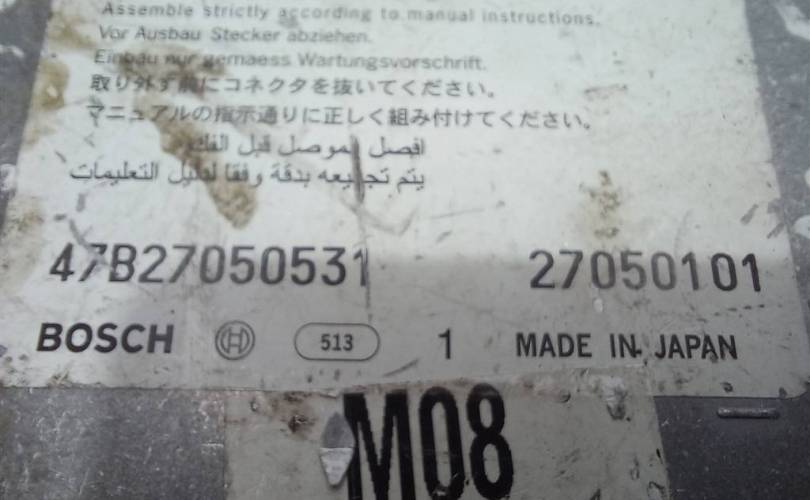 Assemble strictly according to manual instructions.
Vor Ausbau Stecker abziehen.
Einbau nur gemaess Wartungsvorschrift.
取り外す前にコネクタを抜いてください。
マニュアルの指示通りに正しく組み付けてください。
افصل الموصل قبل الفك
يتم تجميعه بدقة وفقا لدليل التعليمات
47B27050531 27050101
BOSCH 513 1 MADE IN JAPAN
M08